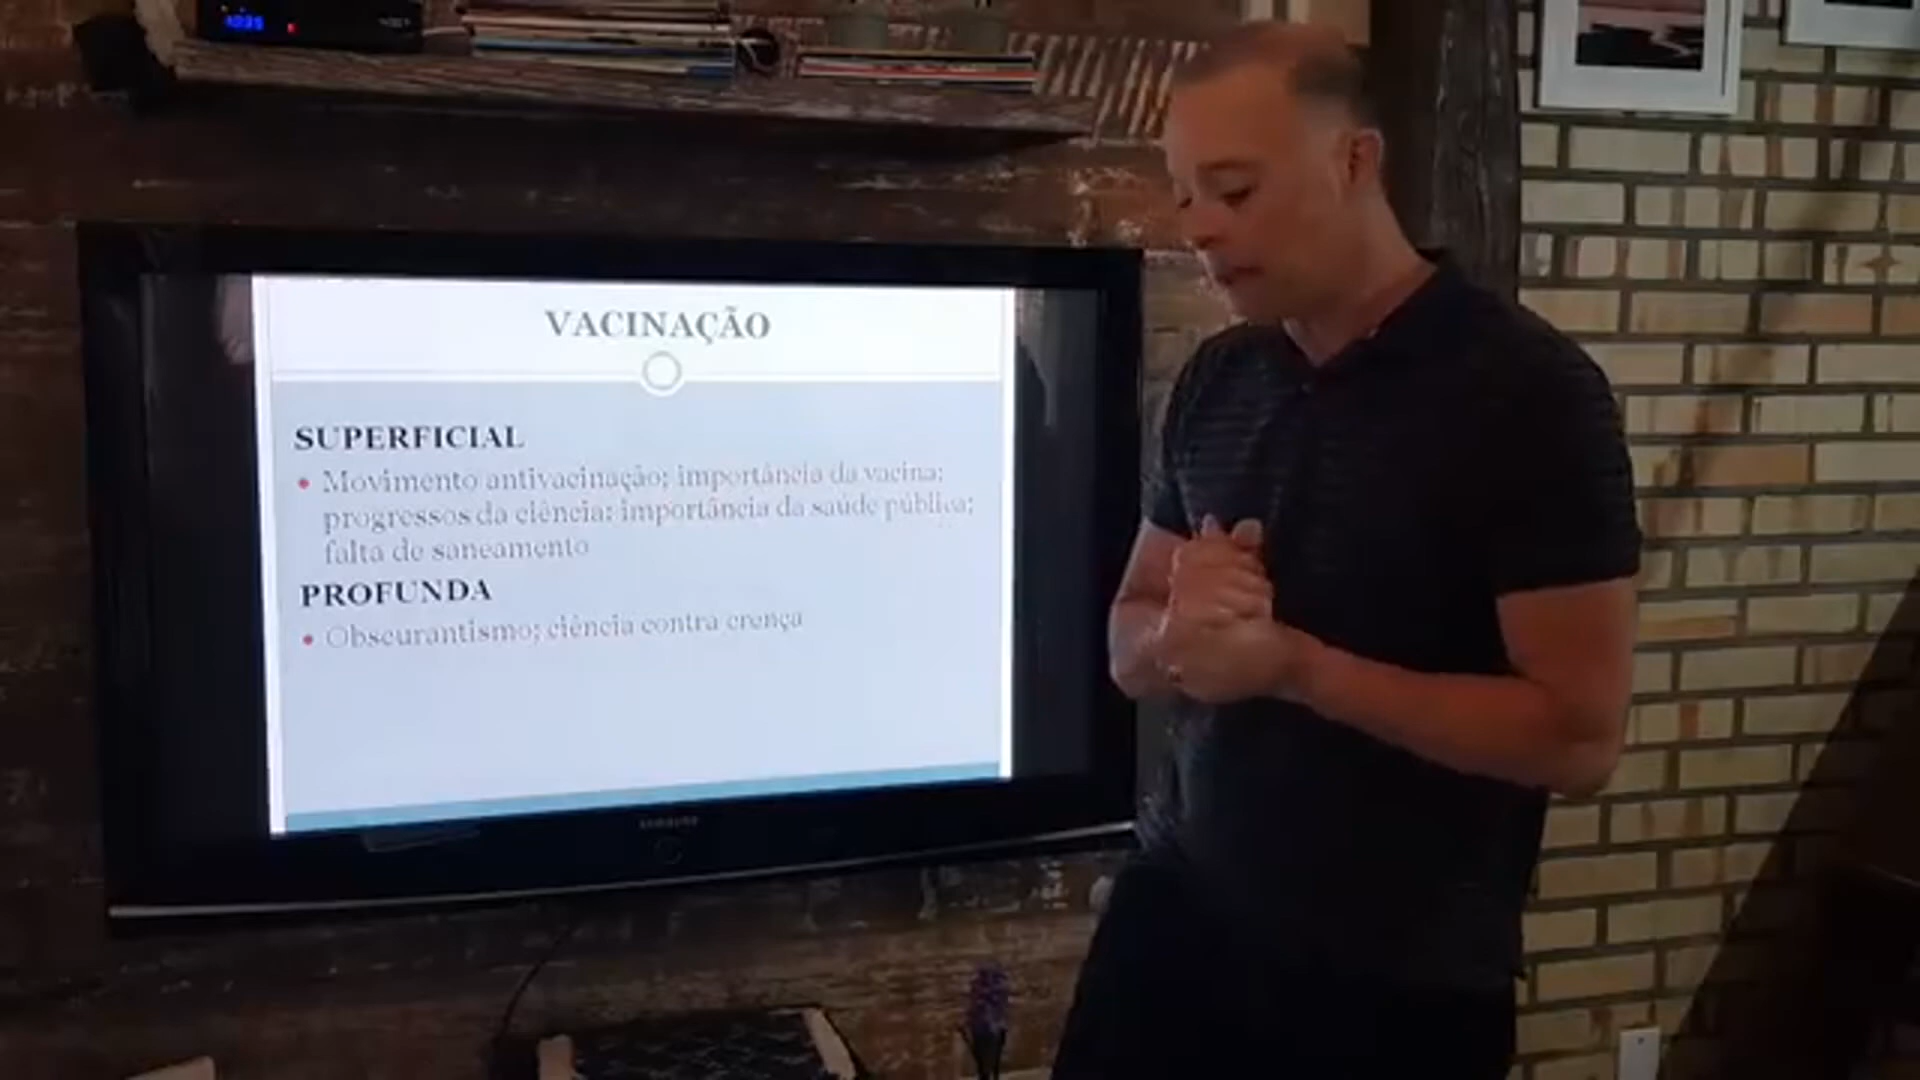 VACINAÇÃO
SUPERFICIAL
• Movimento antivacinação; importância da vacina;
progressos da ciência; importância da saúde pública;
falta de saneamento
PROFUNDA
• Obscurantismo; ciência contra crença
SAMSUNG